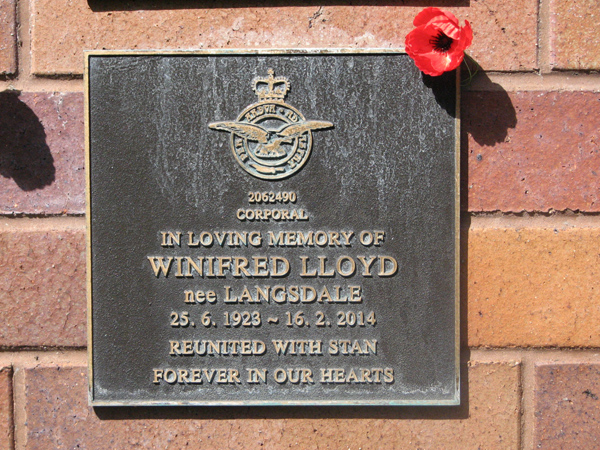 2062490
CORPORAL
IN LOVING MEMORY OF
WINIFRED LLOYD
nee LANGSDALE
25. 6. 1923 ~ 16. 2. 2014
REUNITED WITH STAN
FOREVER IN OUR HEARTS